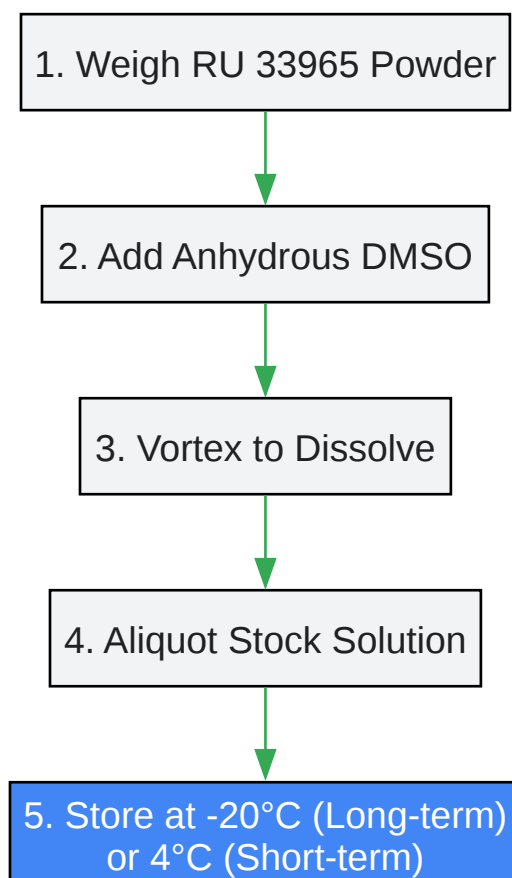 1. Weigh RU 33965 Powder
2. Add Anhydrous DMSO
3. Vortex to Dissolve
4. Aliquot Stock Solution
5. Store at -20°C (Long-term)
or 4°C (Short-term)